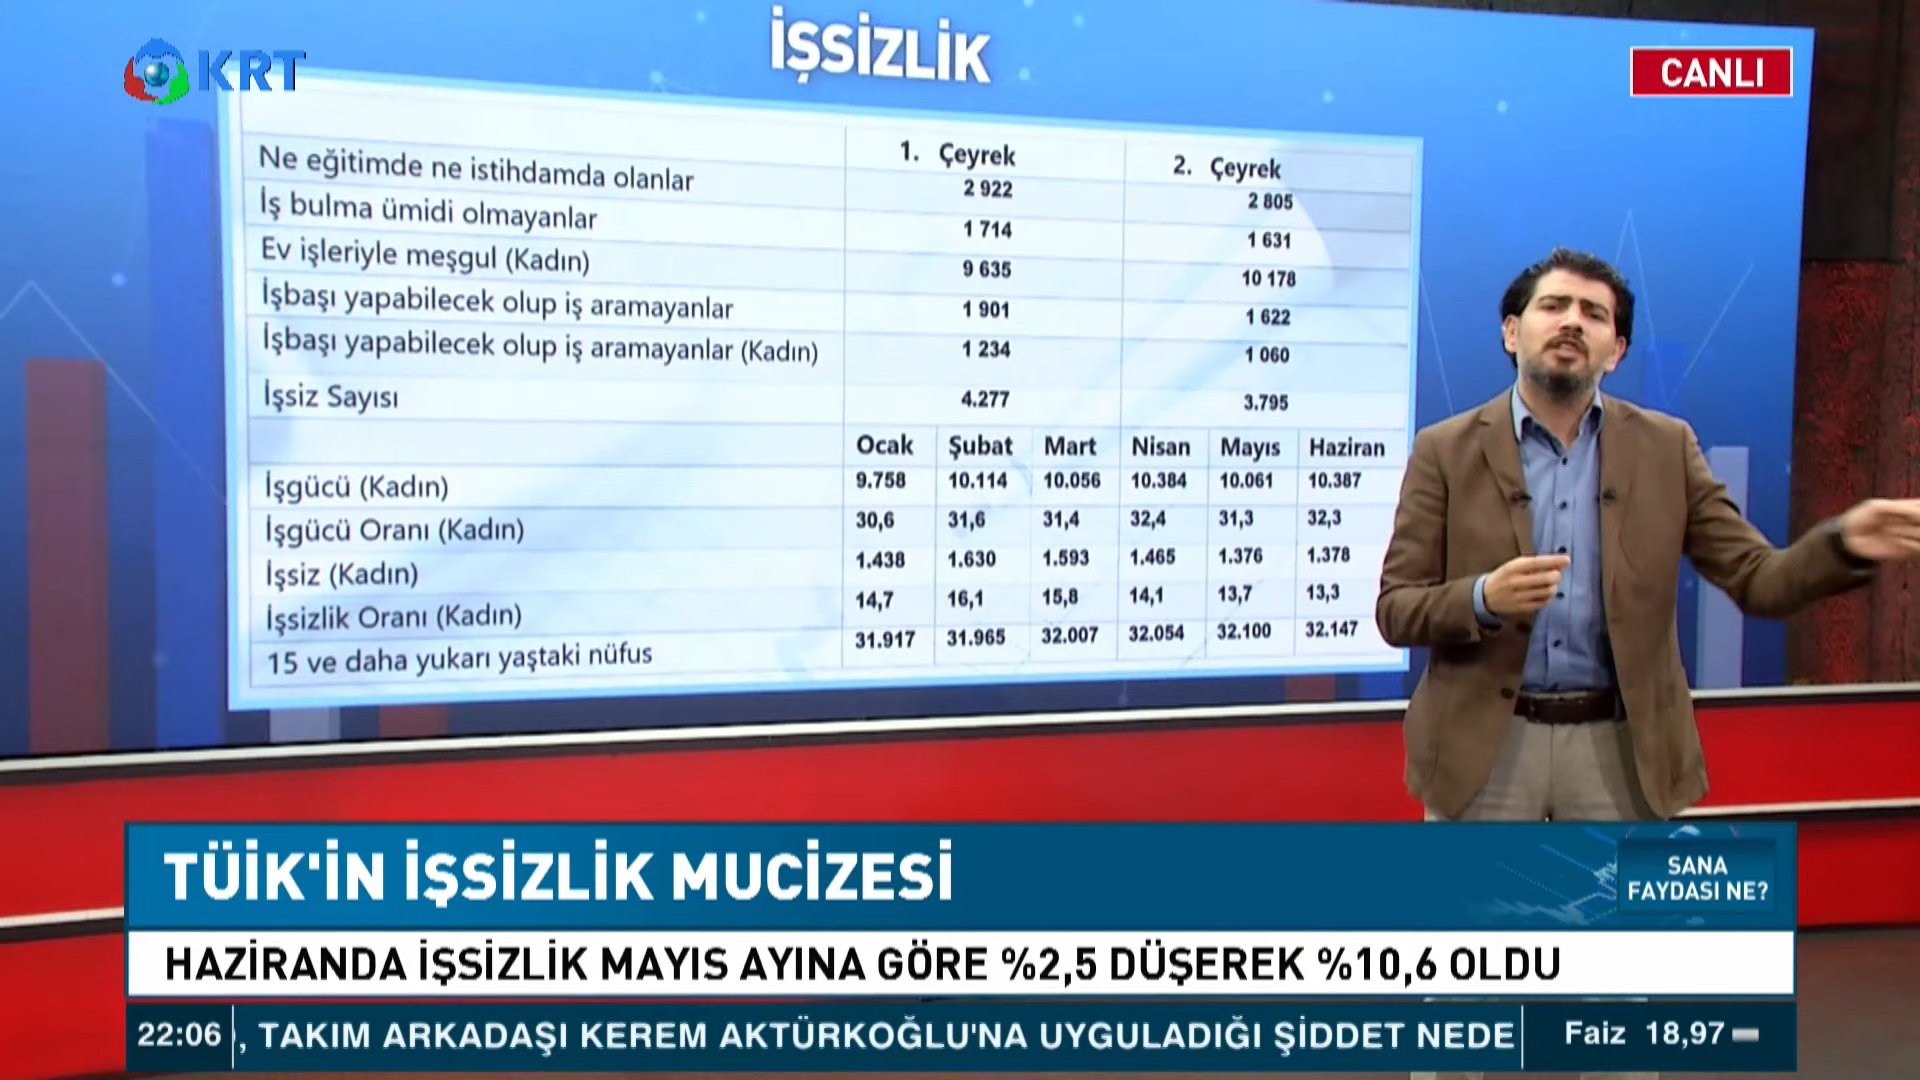 KRT
İŞSİZLİK
CANLI
1. Çeyrek 2. Çeyrek
Ne eğitimde ne istihdamda olanlar 2 922 2 805
İş bulma ümidi olmayanlar 1 714 1 631
Ev işleriyle meşgul (Kadın) 9 635 10 178
İşbaşı yapabilecek olup iş aramayanlar 1 901 1 622
İşbaşı yapabilecek olup iş aramayanlar (Kadın) 1 234 1 060
İşsiz Sayısı 4.277 3.795
Ocak Şubat Mart Nisan Mayıs Haziran
İşgücü (Kadın) 9.758 10.114 10.056 10.384 10.061 10.387
İşgücü Oranı (Kadın) 30,6 31,6 31,4 32,4 31,3 32,3
İşsiz (Kadın) 1.438 1.630 1.593 1.465 1.376 1.378
İşsizlik Oranı (Kadın) 14,7 16,1 15,8 14,1 13,7 13,3
15 ve daha yukarı yaştaki nüfus 31.917 31.965 32.007 32.054 32.100 32.147
TÜİK'İN İŞSİZLİK MUCİZESİ
SANA
FAYDASI NE?
HAZİRANDA İŞSİZLİK MAYIS AYINA GÖRE %2,5 DÜŞEREK %10,6 OLDU
22:06 , TAKIM ARKADAŞI KEREM AKTÜRKOĞLU'NA UYGULADIĞI ŞİDDET NEDE Faiz 18,97